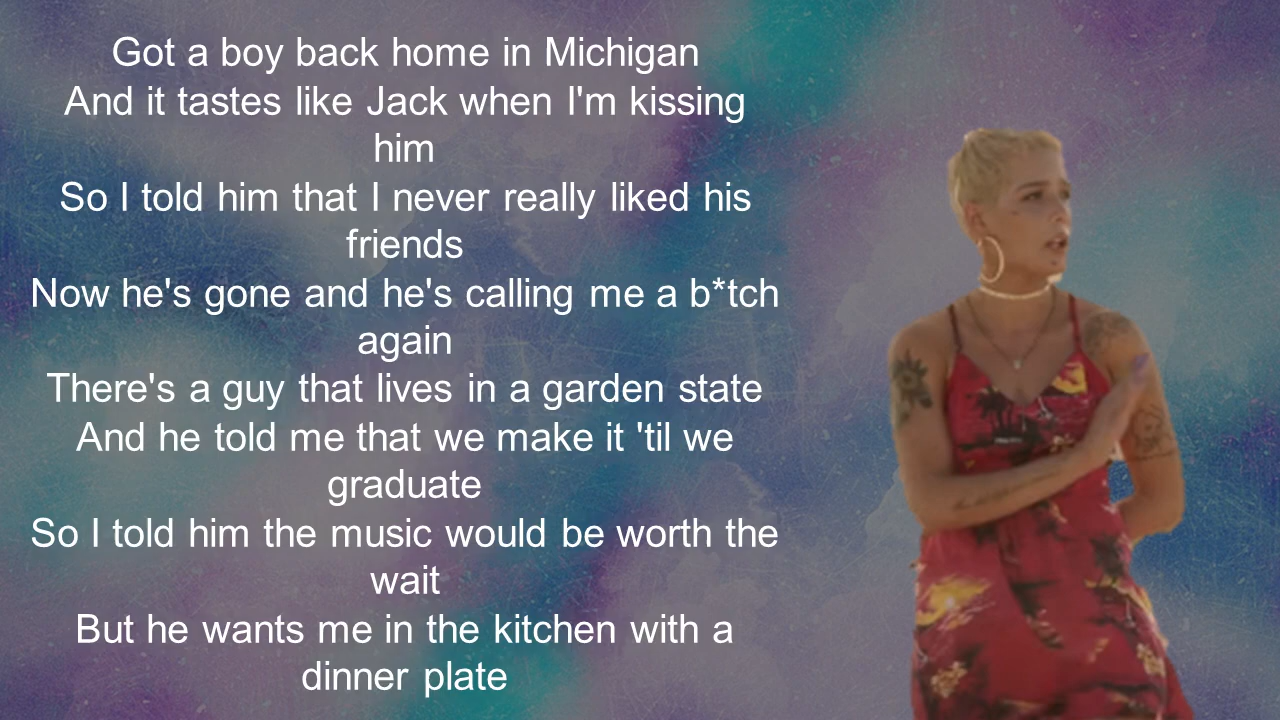 Got a boy back home in Michigan
And it tastes like Jack when I'm kissing
him
So I told him that I never really liked his
friends
Now he's gone and he's calling me a b*tch
again
There's a guy that lives in a garden state
And he told me that we make it 'til we
graduate
So I told him the music would be worth the
wait
But he wants me in the kitchen with a
dinner plate